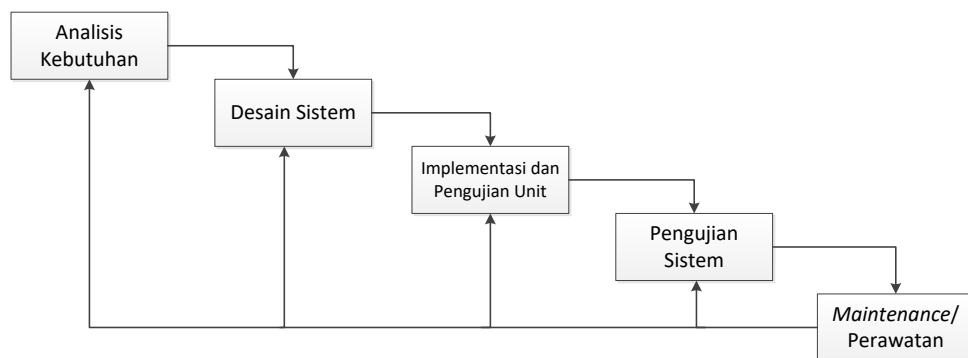 Analisis
Kebutuhan
Desain Sistem
Implementasi dan
Pengujian Unit
Pengujian
Sistem
Maintenance/
Perawatan